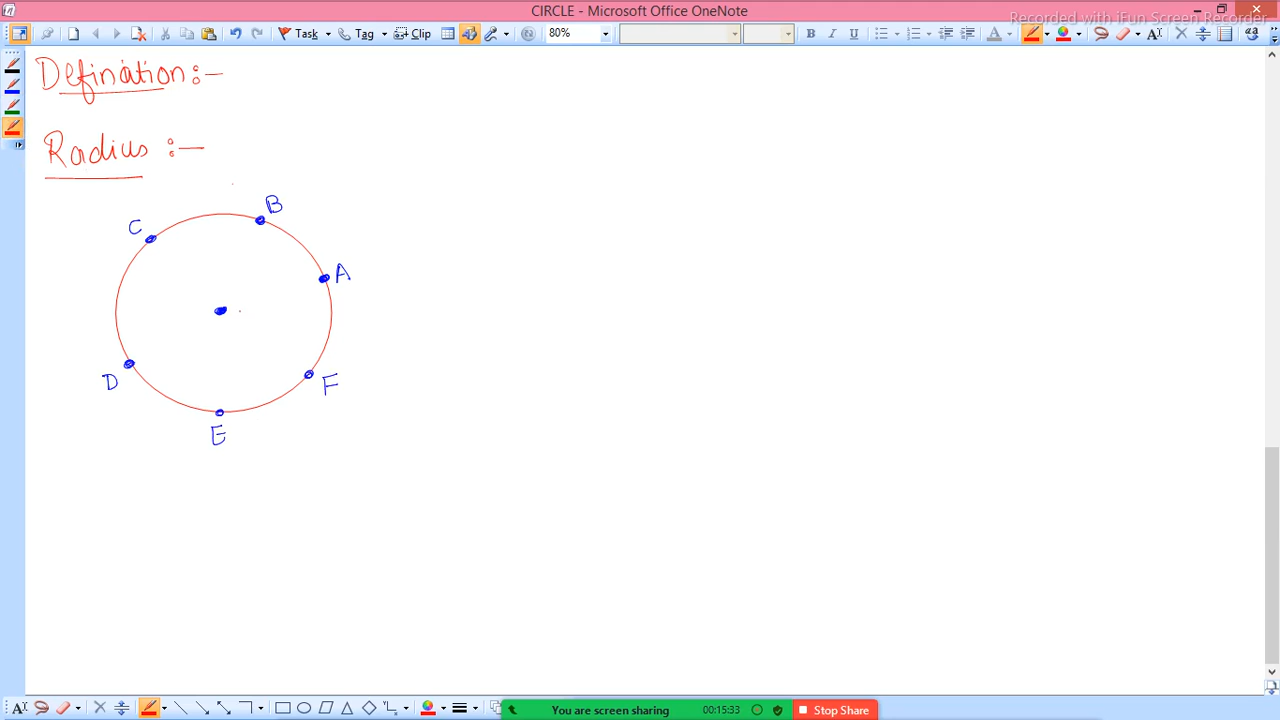 CIRCLE - Microsoft Office OneNote
Recorded with iFun Screen Recorder
Task Tag Clip 80% B I U
Defination:-
Radius :-
B
C
A
D
F
E
You are screen sharing 00:15:33 Stop Share